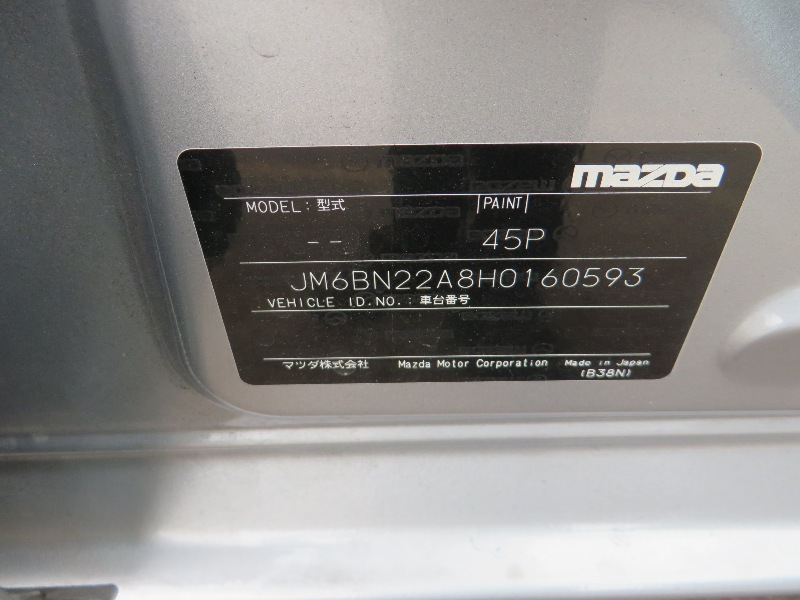 mazda
MODEL: 型式 |PAINT|
-- 45P
JM6BN22A8H0160593
VEHICLE ID.NO.: 車台番号
マツダ株式会社 Mazda Motor Corporation Made in Japan
(B38N)